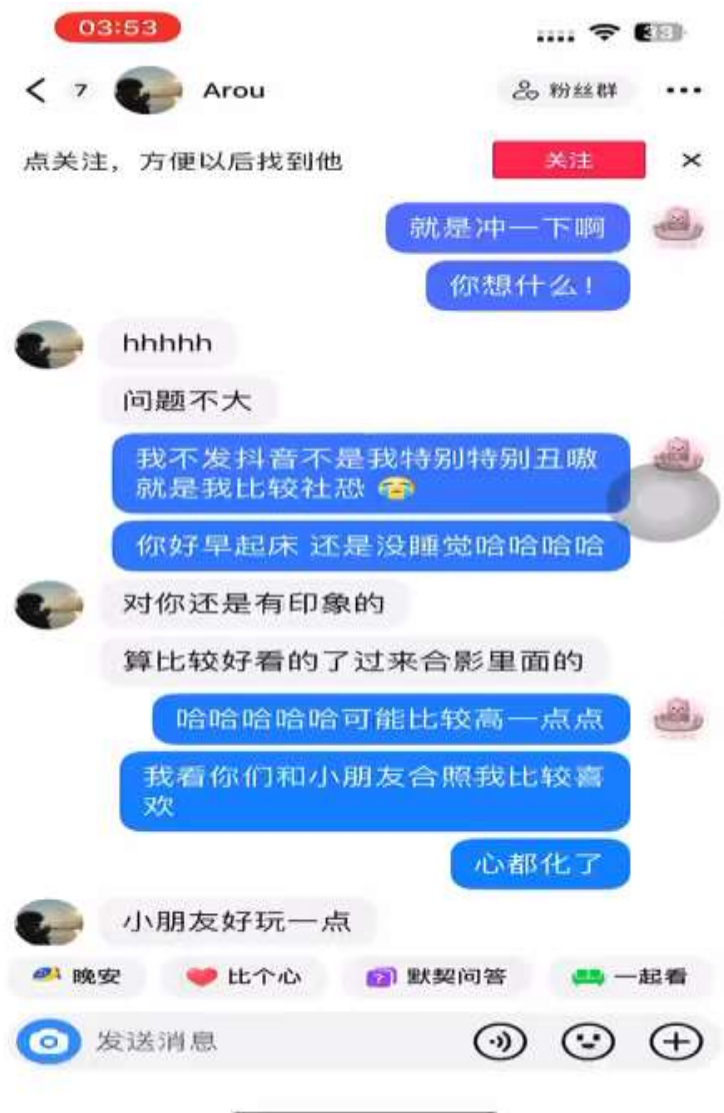 03:53
33
7
Arou
粉丝群
点关注，方便以后找到他
关注
就是冲一下啊
你想什么！
hhhhh
问题不大
我不发抖音不是我特别特别丑嗷
就是我比较社恐 😭
你好早起床 还是没睡觉哈哈哈哈
对你还是有印象的
算比较好看的了过来合影里面的
哈哈哈哈哈可能比较高一点点
我看你们和小朋友合照我比较喜
欢
心都化了
小朋友好玩一点
晚安
比个心
默契问答
一起看
发送消息